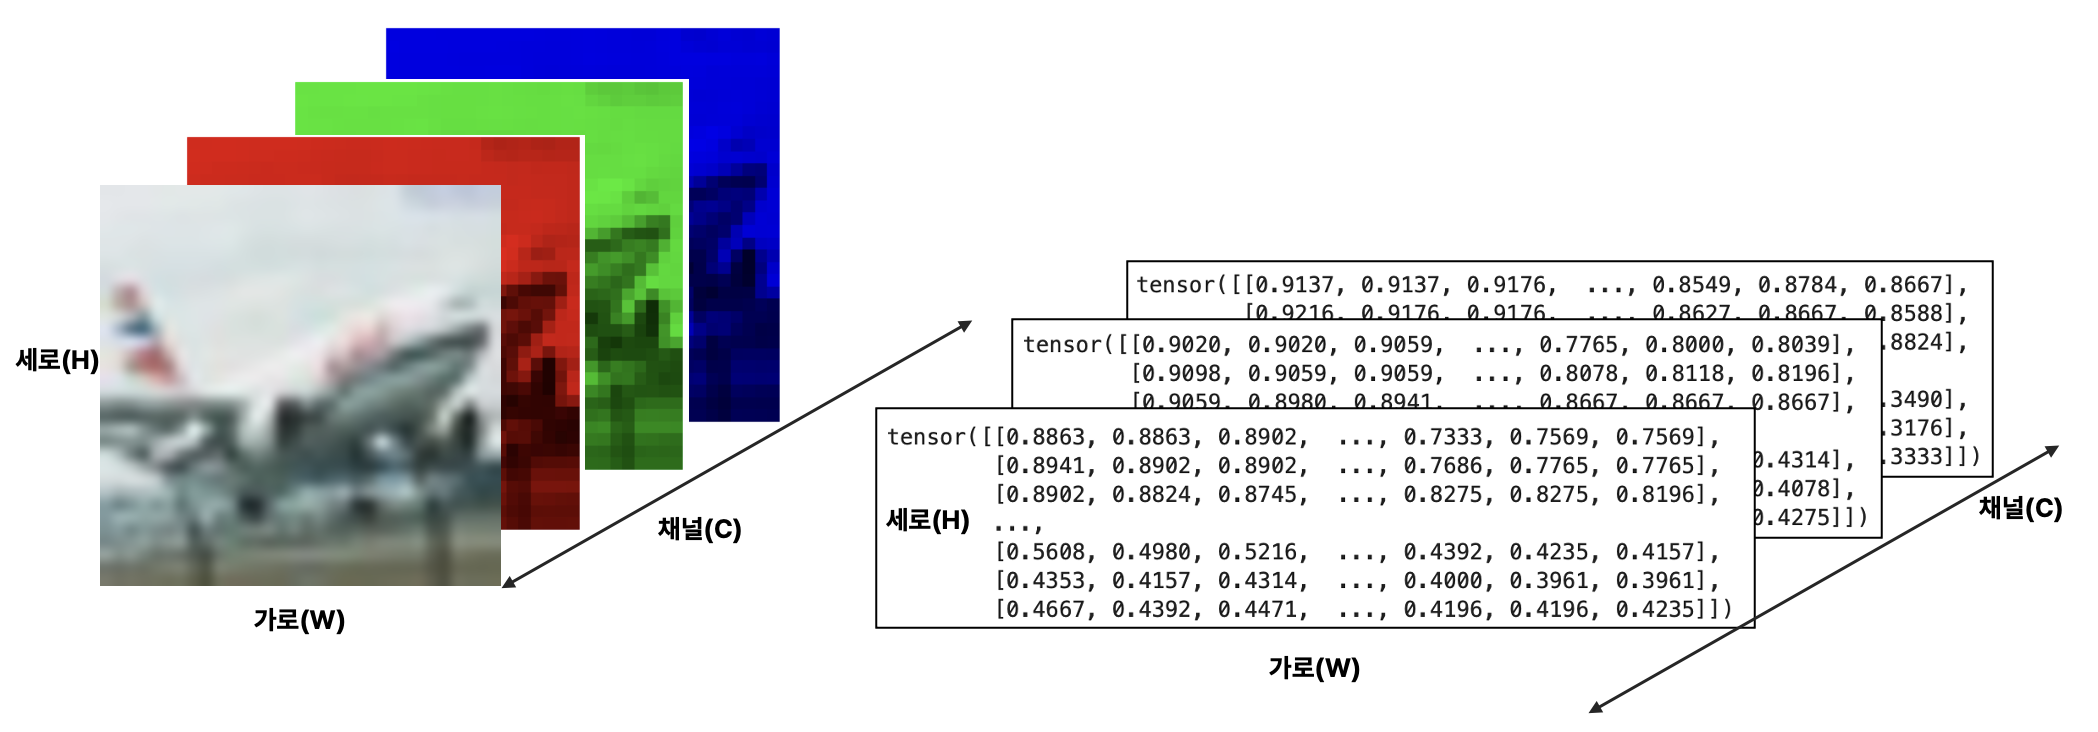 세로(H)
가로(W)
채널(C)
tensor([[0.9137, 0.9137, 0.9176,  ..., 0.8549, 0.8784, 0.8667],
[0.9216, 0.9176, 0.9176,  ..., 0.8627, 0.8667, 0.8588],
.8824],
.3490],
.3176],
.3333]])
tensor([[0.9020, 0.9020, 0.9059,  ..., 0.7765, 0.8000, 0.8039],
[0.9098, 0.9059, 0.9059,  ..., 0.8078, 0.8118, 0.8196],
[0.9059, 0.8980, 0.8941,  ..., 0.8667, 0.8667, 0.8667],
0.4314],
0.4078],
0.4275]])
tensor([[0.8863, 0.8863, 0.8902,  ..., 0.7333, 0.7569, 0.7569],
[0.8941, 0.8902, 0.8902,  ..., 0.7686, 0.7765, 0.7765],
[0.8902, 0.8824, 0.8745,  ..., 0.8275, 0.8275, 0.8196],
세로(H) ...,
[0.5608, 0.4980, 0.5216,  ..., 0.4392, 0.4235, 0.4157],
[0.4353, 0.4157, 0.4314,  ..., 0.4000, 0.3961, 0.3961],
[0.4667, 0.4392, 0.4471,  ..., 0.4196, 0.4196, 0.4235]])
가로(W)
채널(C)